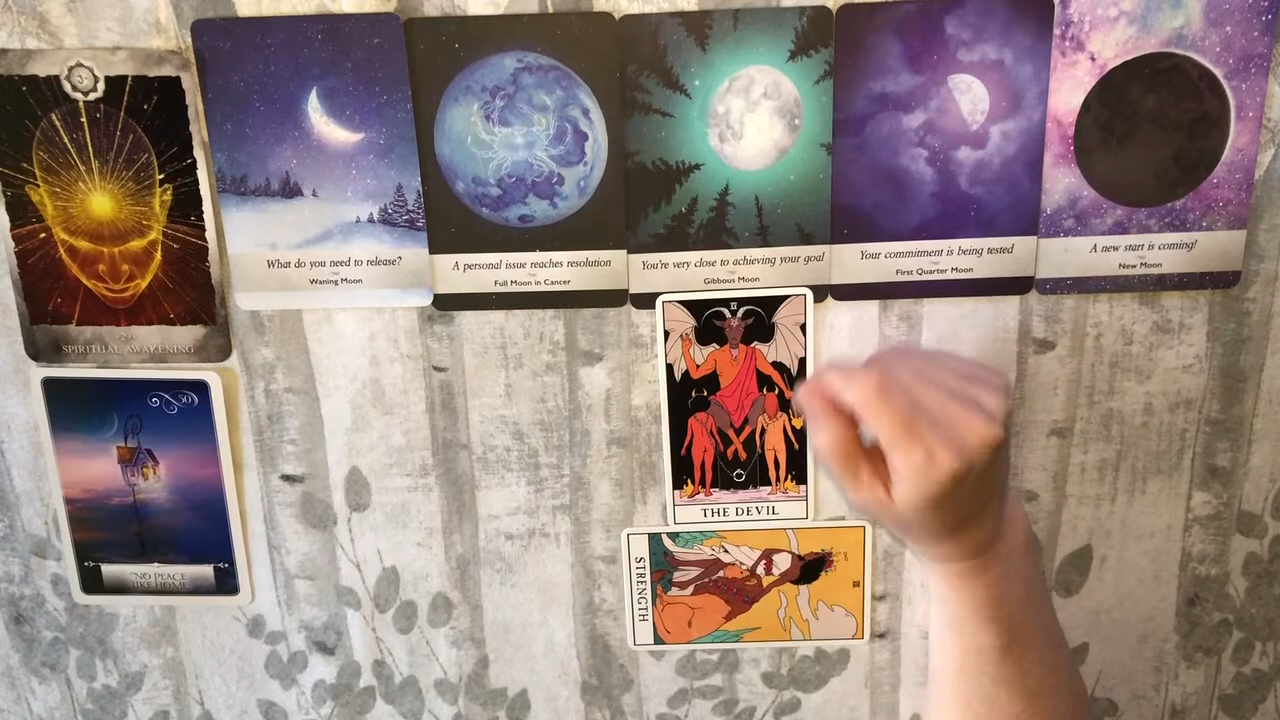 What do you need to release?
Waning Moon
A personal issue reaches resolution
Full Moon in Cancer
You're very close to achieving your goal
Gibbous Moon
Your commitment is being tested
First Quarter Moon
A new start is coming!
New Moon
29
SPIRITUAL AWAKENING
50
NO PLACE
LIKE HOME
THE DEVIL
STRENGTH